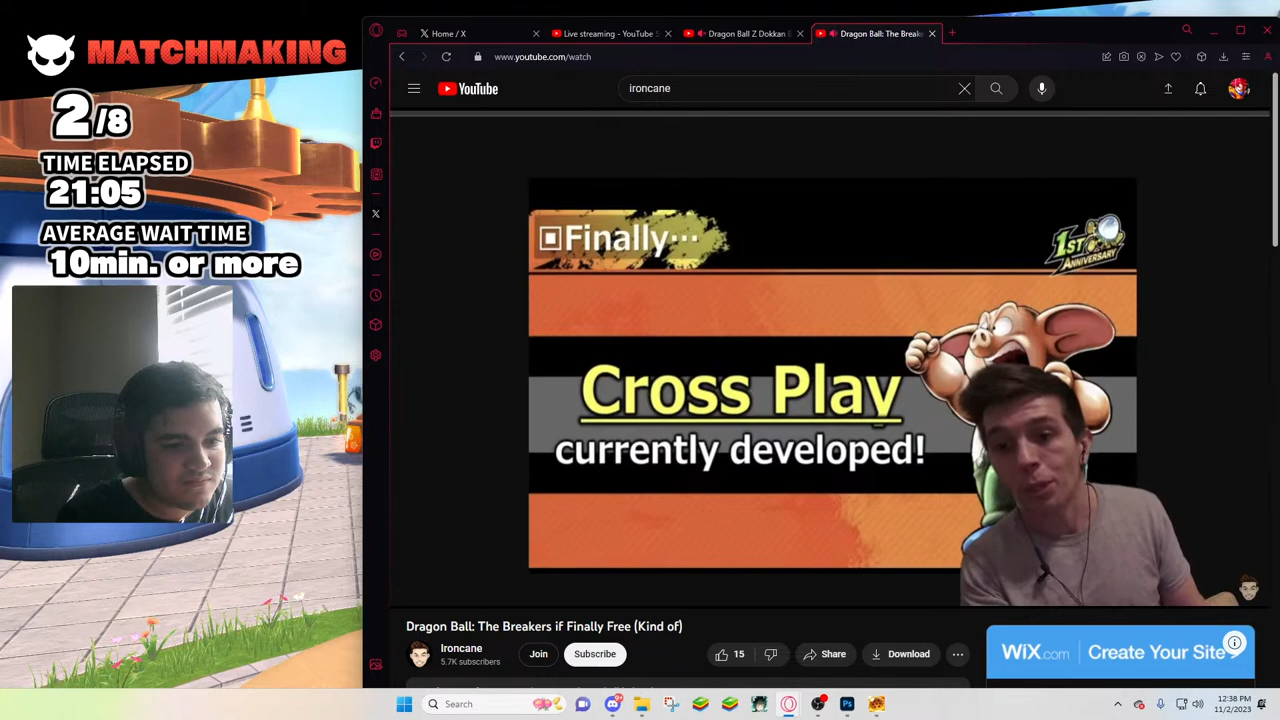 MATCHMAKING
2/8
TIME ELAPSED
21:05
AVERAGE WAIT TIME
10min. or more
Home / X
Live streaming - YouTube S
Dragon Ball Z Dokkan E
Dragon Ball: The Break
www.youtube.com/watch
YouTube
ironcane
Finally…
1ST
ANNIVERSARY
Cross Play
currently developed!
Dragon Ball: The Breakers if Finally Free (Kind of)
Ironcane
5.7K subscribers
Join
Subscribe
15
Share
Download
WIX.com
Create Your Site
Search
12:38 PM
11/2/2023